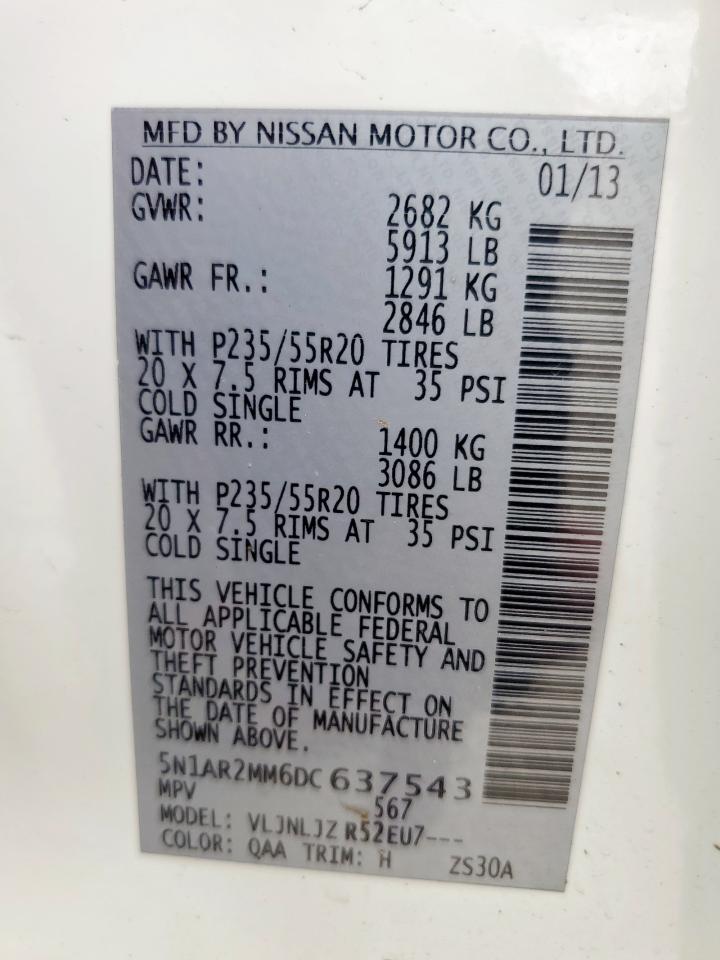 MFD BY NISSAN MOTOR CO., LTD.
DATE: 01/13
GVWR: 2682 KG
5913 LB
GAWR FR.: 1291 KG
2846 LB
WITH P235/55R20 TIRES
20 X 7.5 RIMS AT 35 PSI
COLD SINGLE
GAWR RR.: 1400 KG
3086 LB
WITH P235/55R20 TIRES
20 X 7.5 RIMS AT 35 PSI
COLD SINGLE
THIS VEHICLE CONFORMS TO
ALL APPLICABLE FEDERAL
MOTOR VEHICLE SAFETY AND
THEFT PREVENTION
STANDARDS IN EFFECT ON
THE DATE OF MANUFACTURE
SHOWN ABOVE.
5N1AR2MM6DC 637543
MPV 567
MODEL: VLJNLJZ R52EU7---
COLOR: QAA TRIM: H ZS30A